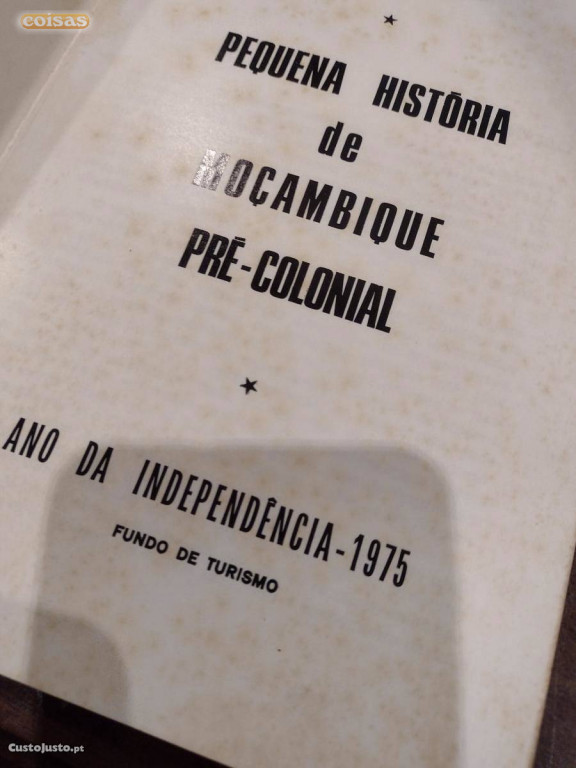 coisas
PEQUENA HISTÓRIA
de
MOÇAMBIQUE
PRÉ-COLONIAL
ANO DA INDEPENDÊNCIA-1975
FUNDO DE TURISMO
CustoJusto.pt